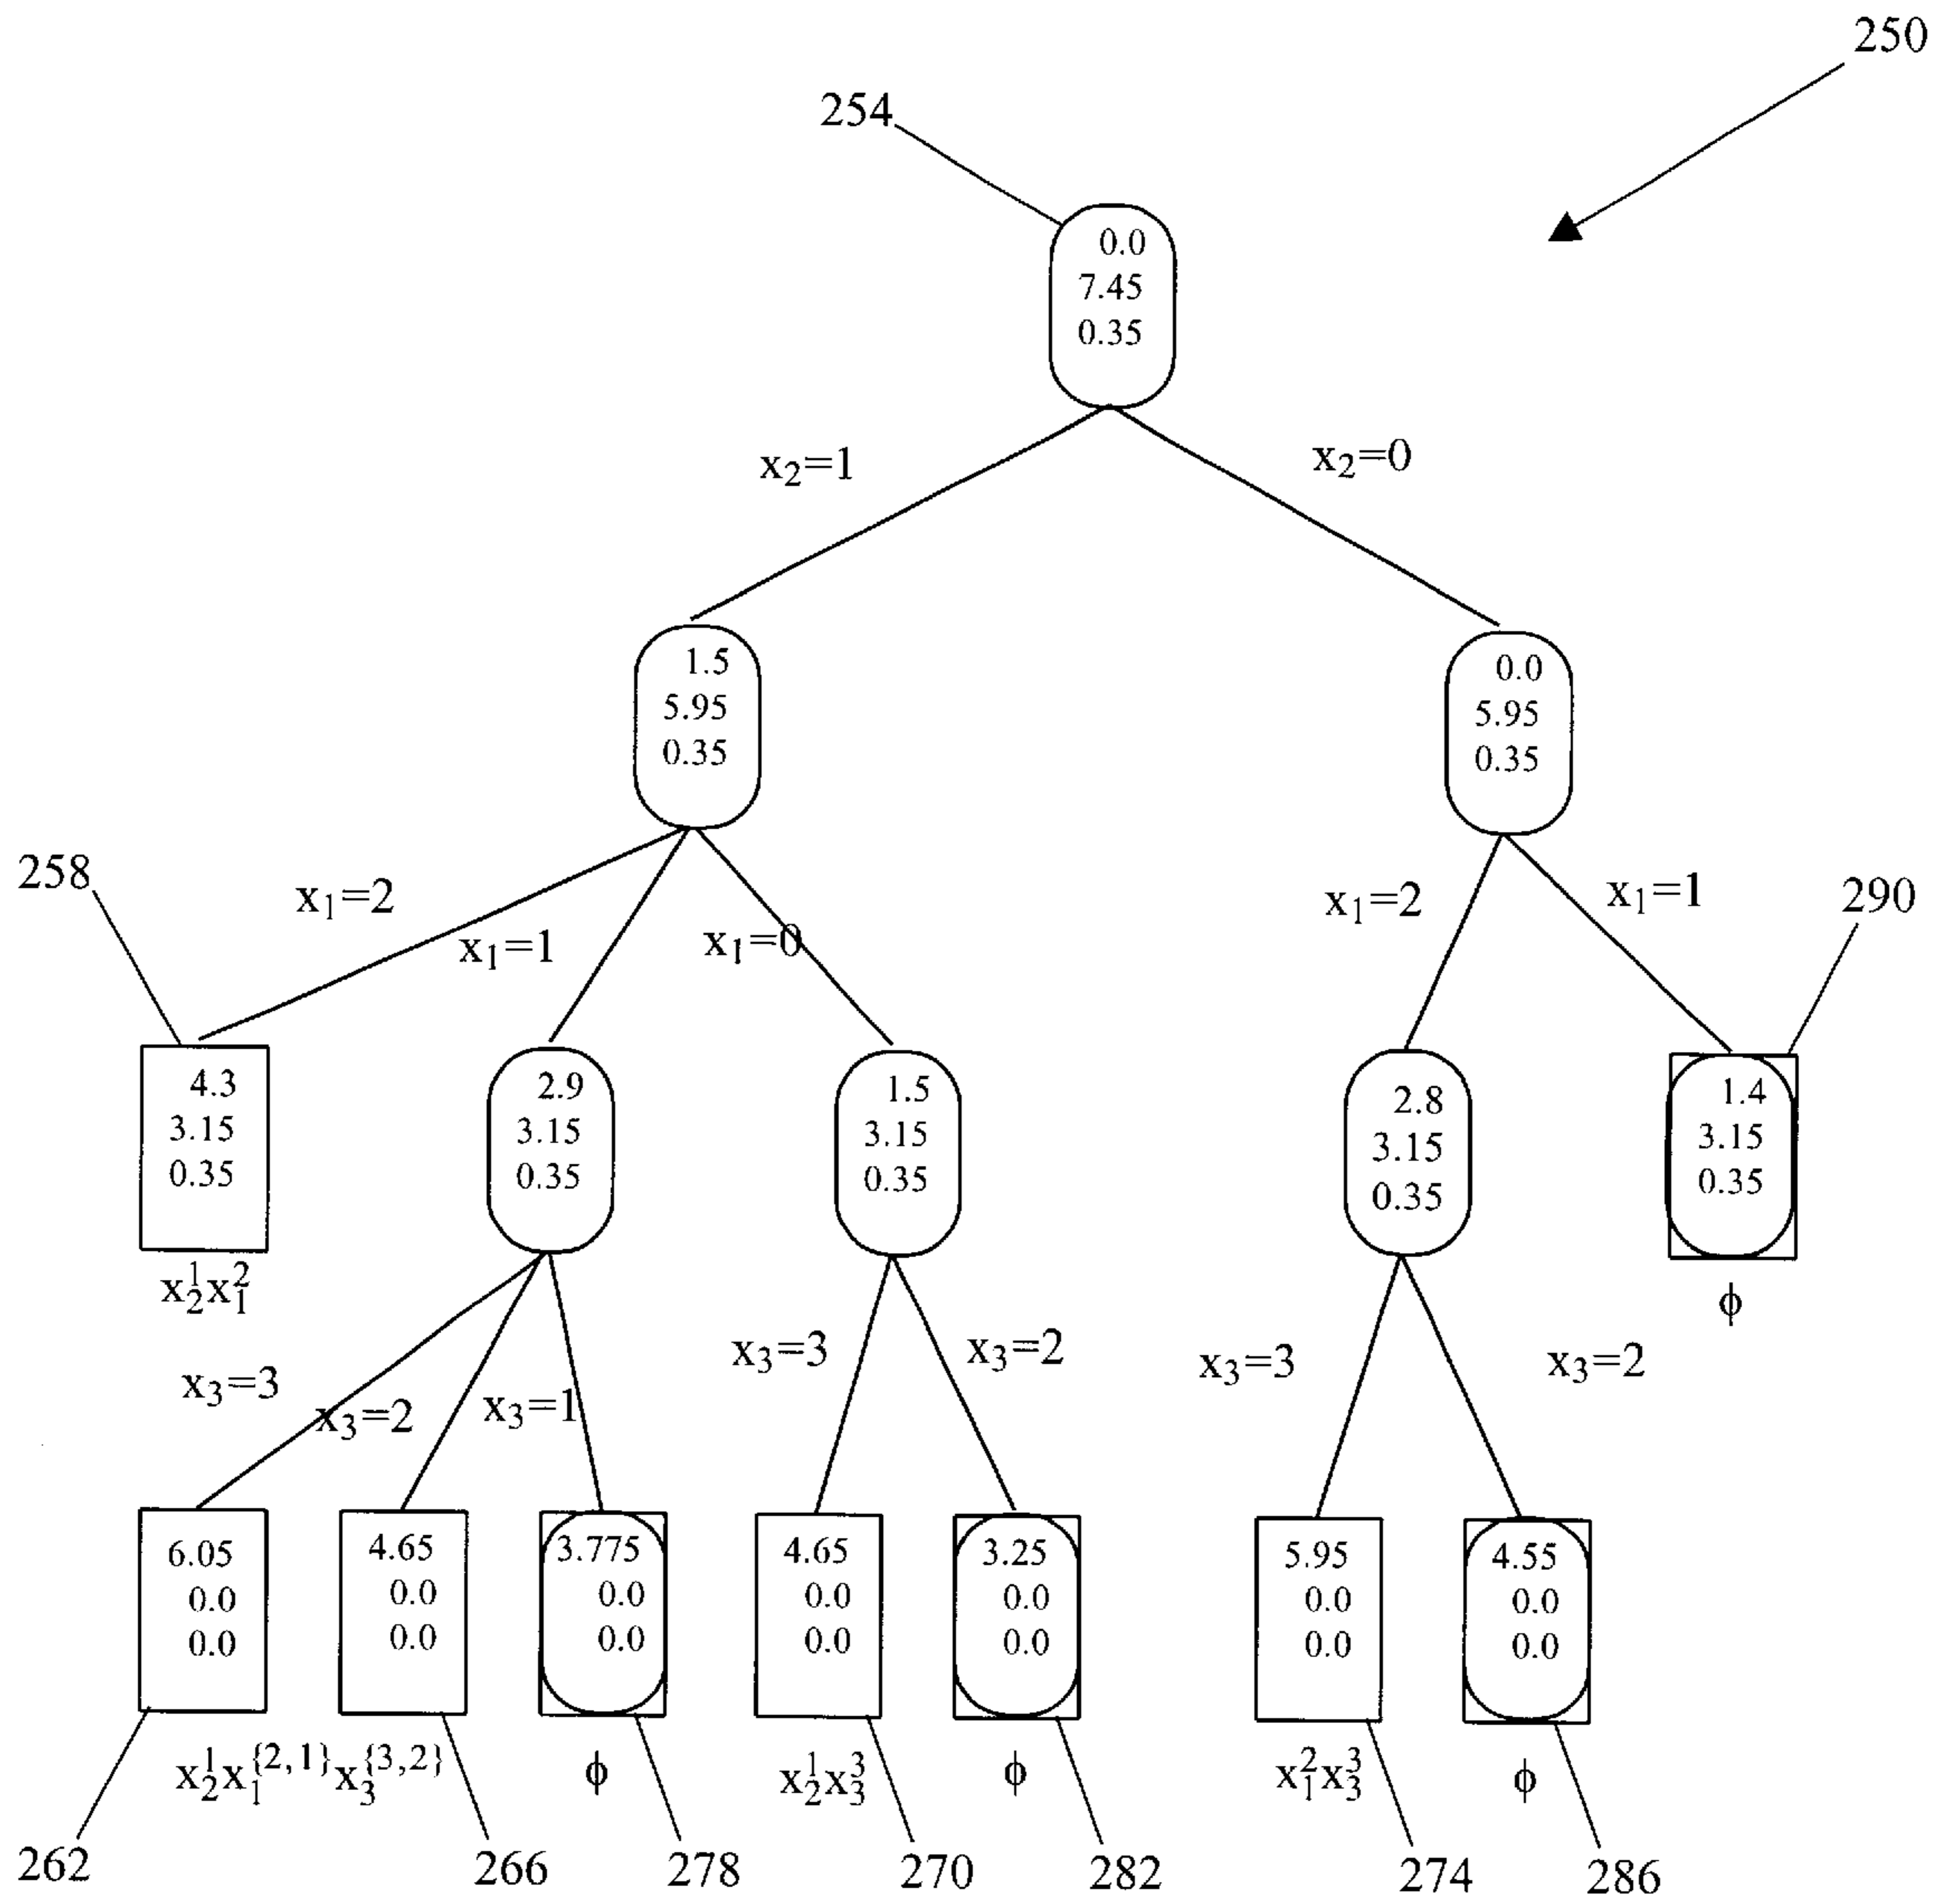 250
254
0.0
7.45
0.35
x₂=1
x₂=0
1.5
5.95
0.35
0.0
5.95
0.35
258
x₁=2
x₁=1
x₁=0
x₁=2
x₁=1
290
4.3
3.15
0.35
2.9
3.15
0.35
1.5
3.15
0.35
2.8
3.15
0.35
1.4
3.15
0.35
x₂¹x₁²
ϕ
x₃=3
x₃=2
x₃=1
x₃=3
x₃=2
x₃=3
x₃=2
6.05
0.0
0.0
4.65
0.0
0.0
3.775
0.0
0.0
4.65
0.0
0.0
3.25
0.0
0.0
5.95
0.0
0.0
4.55
0.0
0.0
x₂¹x₁^{2,1}x₃^{3,2}
ϕ
x₂¹x₃³
ϕ
x₁²x₃³
ϕ
262
266
278
270
282
274
286